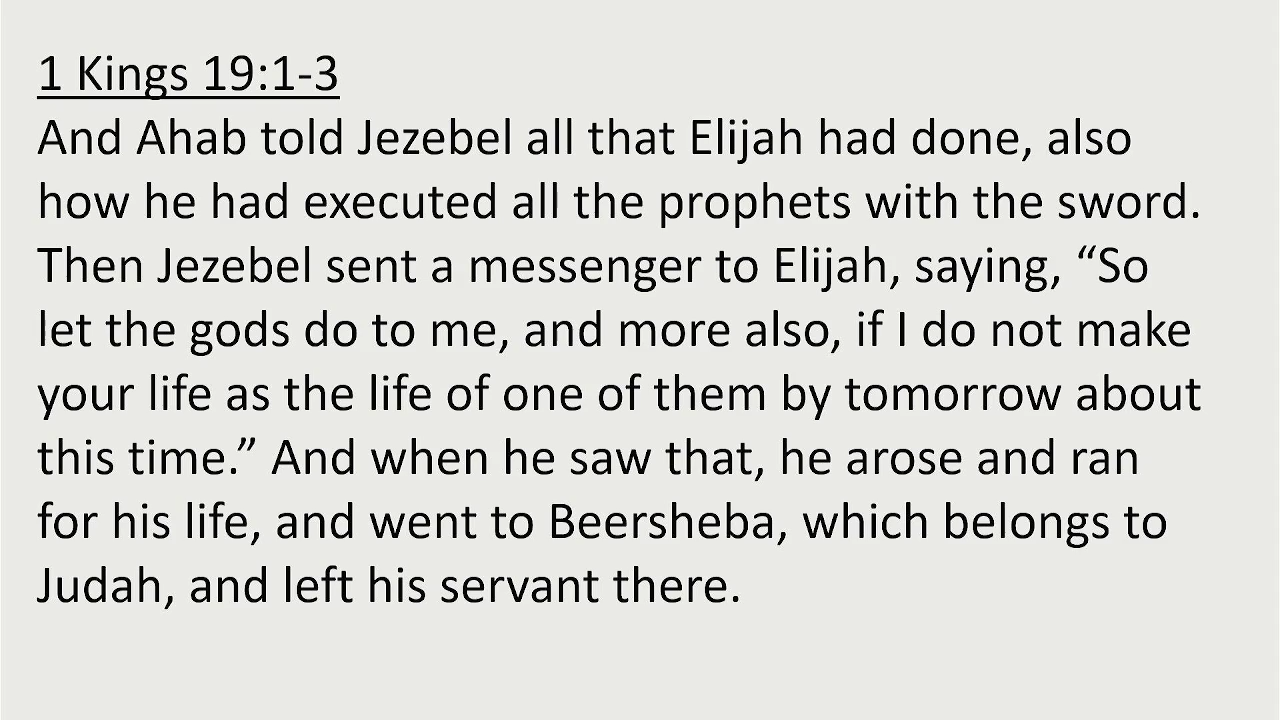 1 Kings 19:1-3
And Ahab told Jezebel all that Elijah had done, also
how he had executed all the prophets with the sword.
Then Jezebel sent a messenger to Elijah, saying, “So
let the gods do to me, and more also, if I do not make
your life as the life of one of them by tomorrow about
this time.” And when he saw that, he arose and ran
for his life, and went to Beersheba, which belongs to
Judah, and left his servant there.